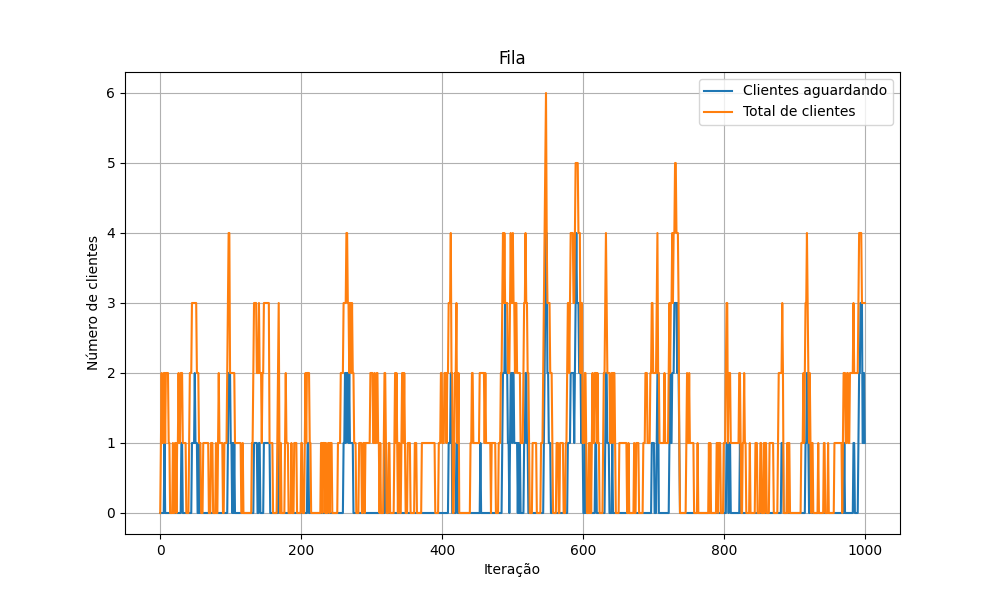 Fila
Clientes aguardando
Total de clientes
Número de clientes
6
5
4
3
2
1
0
0 200 400 600 800 1000
Iteração